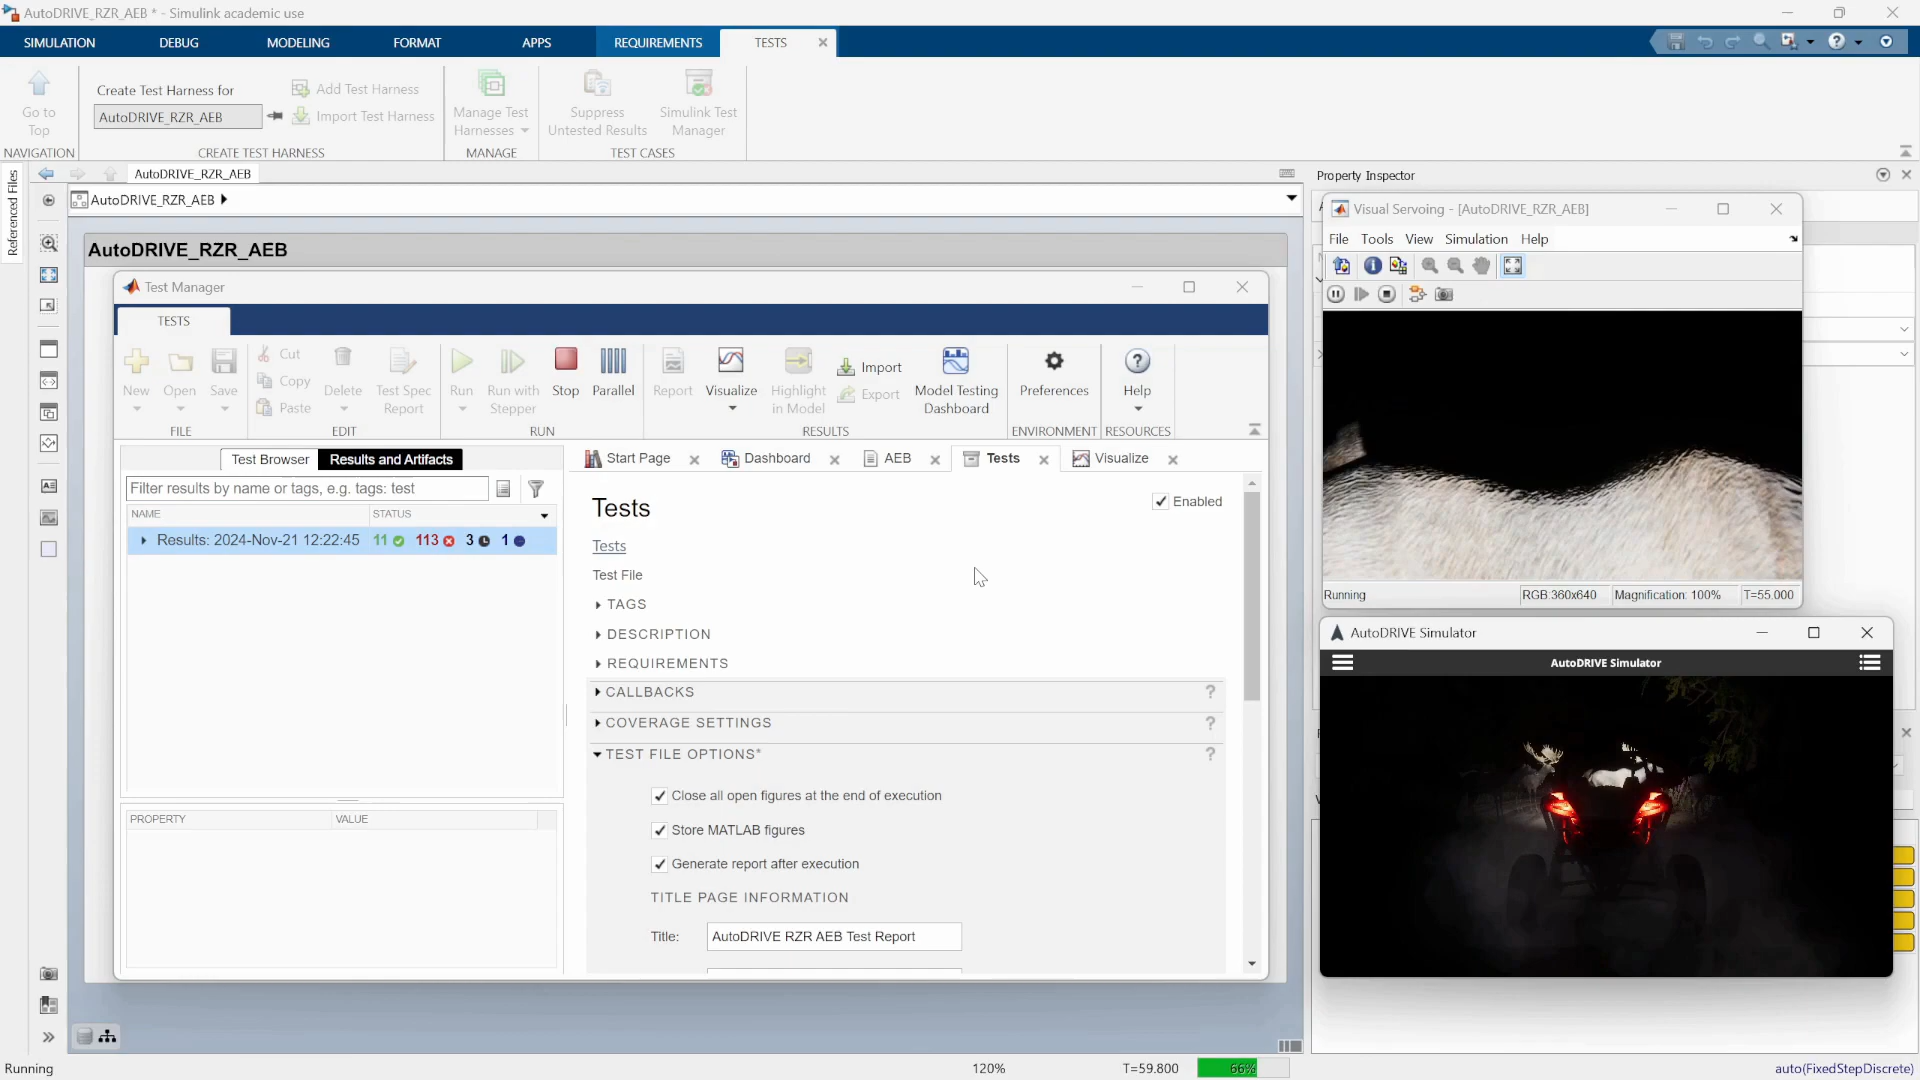 AutoDRIVE_RZR_AEB * - Simulink academic use
SIMULATION DEBUG MODELING FORMAT APPS REQUIREMENTS TESTS
Go to Top
Create Test Harness for
AutoDRIVE_RZR_AEB
Add Test Harness
Import Test Harness
Manage Test Harnesses
Suppress Untested Results
Simulink Test Manager
NAVIGATION CREATE TEST HARNESS MANAGE TEST CASES
Referenced Files
AutoDRIVE_RZR_AEB
AutoDRIVE_RZR_AEB
AutoDRIVE_RZR_AEB
Test Manager
TESTS
New Open Save
Cut
Copy
Paste
Delete
Test Spec Report
Run
Run with Stepper
Stop
Parallel
Report
Visualize
Highlight in Model
Import
Export
Model Testing Dashboard
Preferences
Help
FILE EDIT RUN RESULTS ENVIRONMENT RESOURCES
Test Browser Results and Artifacts
Filter results by name or tags, e.g. tags: test
NAME STATUS
Results: 2024-Nov-21 12:22:45 11 113 3 1
PROPERTY VALUE
Start Page Dashboard AEB Tests Visualize
Tests
Enabled
Tests
Test File
TAGS
DESCRIPTION
REQUIREMENTS
CALLBACKS ?
COVERAGE SETTINGS ?
TEST FILE OPTIONS* ?
Close all open figures at the end of execution
Store MATLAB figures
Generate report after execution
TITLE PAGE INFORMATION
Title: AutoDRIVE RZR AEB Test Report
Property Inspector
Visual Servoing - [AutoDRIVE_RZR_AEB]
File Tools View Simulation Help
Running RGB:360x640 Magnification: 100% T=55.000
AutoDRIVE Simulator
AutoDRIVE Simulator
Running 120% T=59.800 66% auto(FixedStepDiscrete)